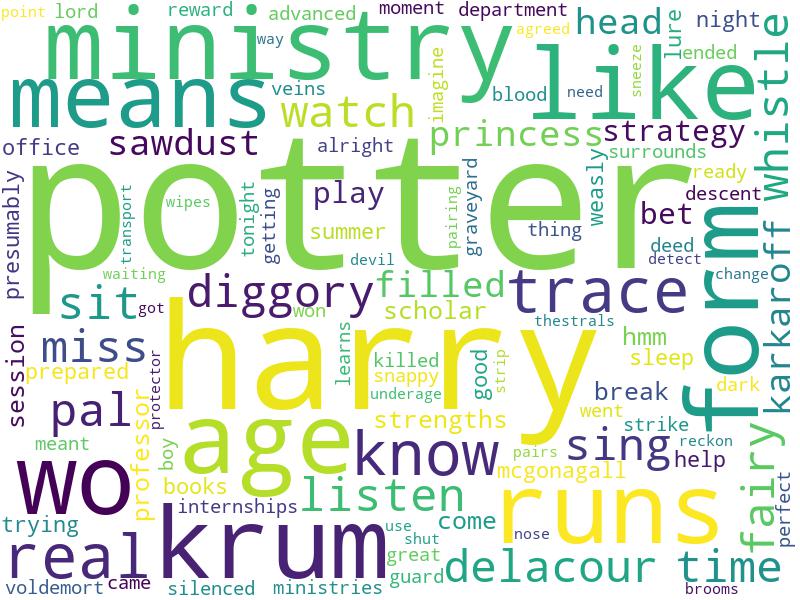 point lord reward advanced moment department
ministry way agreed head lure night
means veins watch imagine blood like need sneeze ended
office sawdust alright princess strategy whistle
presumably potter surrounds ready
transport wipes tonight getting play summer devil pairing graveyard thing weasly bet descent deed detect
waiting sit got diggory won filled scholar trace thestrals change
session miss prepared protector harry learns killed snappy underage good strip hmm sleep form karkaroff
pal professor boy age strengths know break went dark strike
meant books pairs mcgonagall sing reckon help
wo internships listen come runs fairy perfect
trying real krum use shut nose
voldemort came silenced ministries great guard delacour time brooms